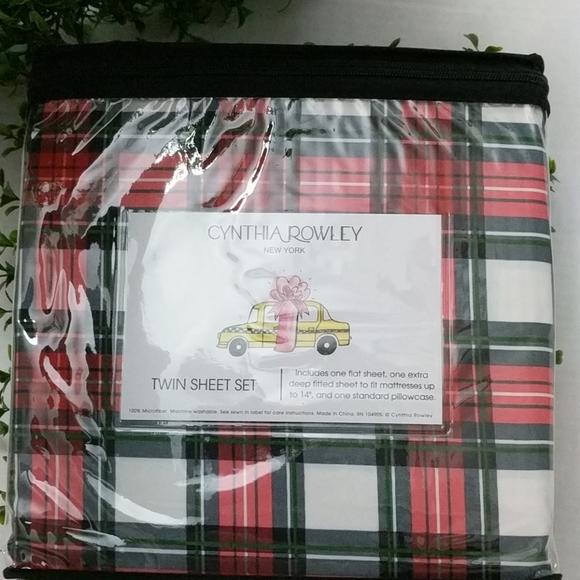 CYNTHIA ROWLEY
NEW YORK
TWIN SHEET SET
Includes one flat sheet, one extra
deep fitted sheet to fit mattresses up
to 14", and one standard pillowcase.
100% Microfiber. Machine washable. See sewn in label for care instructions. Made in China. RN 104905. © Cynthia Rowley